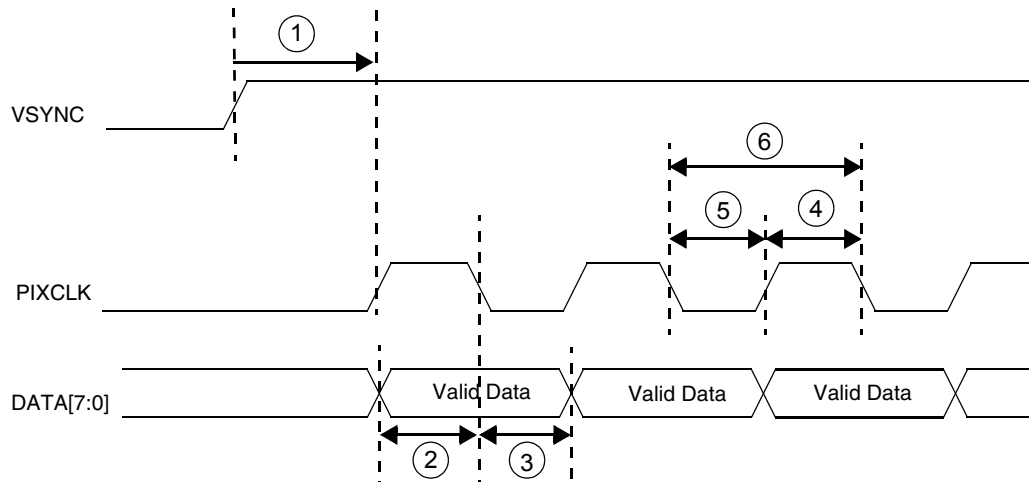 1
VSYNC
6
5
4
PIXCLK
DATA[7:0]
Valid Data
Valid Data
Valid Data
2
3